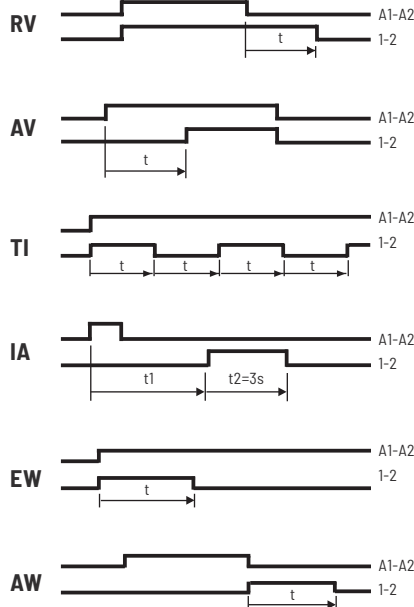 RV A1-A2
t 1-2
AV A1-A2
1-2
t
TI A1-A2
1-2
t t t t
IA A1-A2
1-2
t1 t2=3s
EW A1-A2
1-2
t
AW A1-A2
1-2
t